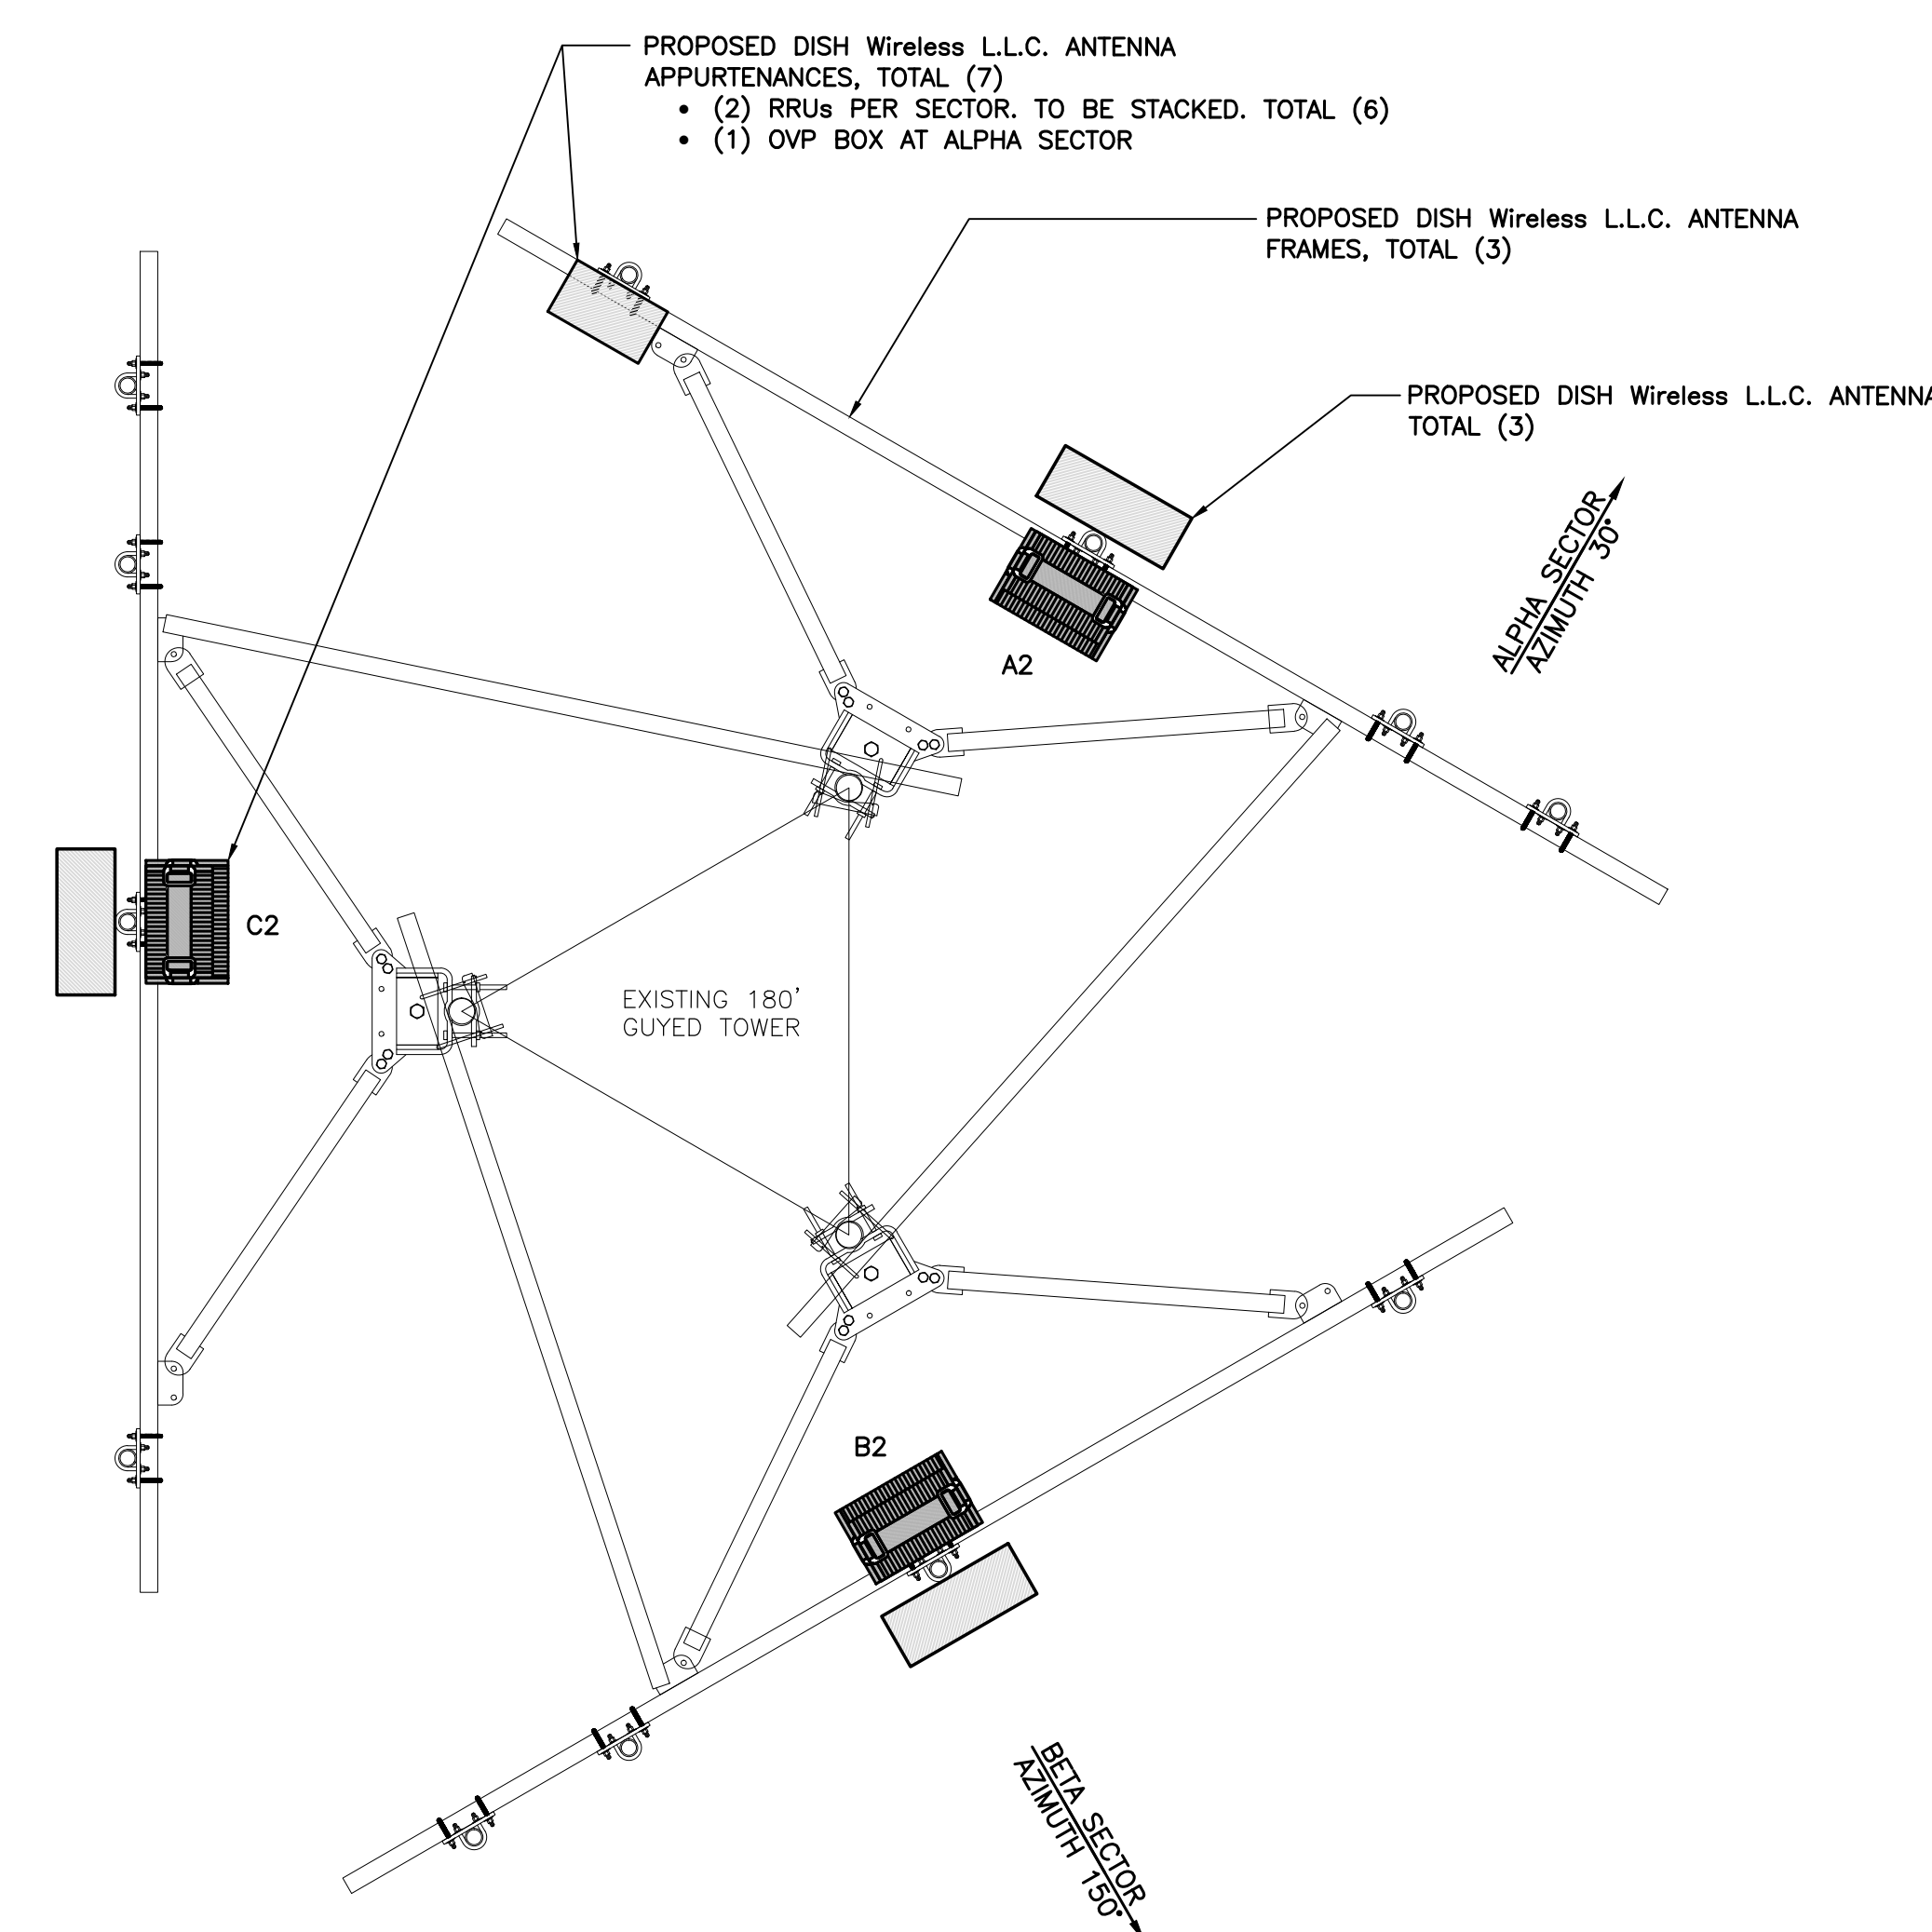 PROPOSED DISH Wireless L.L.C. ANTENNA
APPURTENANCES, TOTAL (7)
• (2) RRUs PER SECTOR. TO BE STACKED. TOTAL (6)
• (1) OVP BOX AT ALPHA SECTOR
PROPOSED DISH Wireless L.L.C. ANTENNA
FRAMES, TOTAL (3)
PROPOSED DISH Wireless L.L.C. ANTENNA
TOTAL (3)
ALPHA SECTOR
AZIMUTH 30°
A2
C2
EXISTING 180'
GUYED TOWER
B2
BETA SECTOR
AZIMUTH 150°